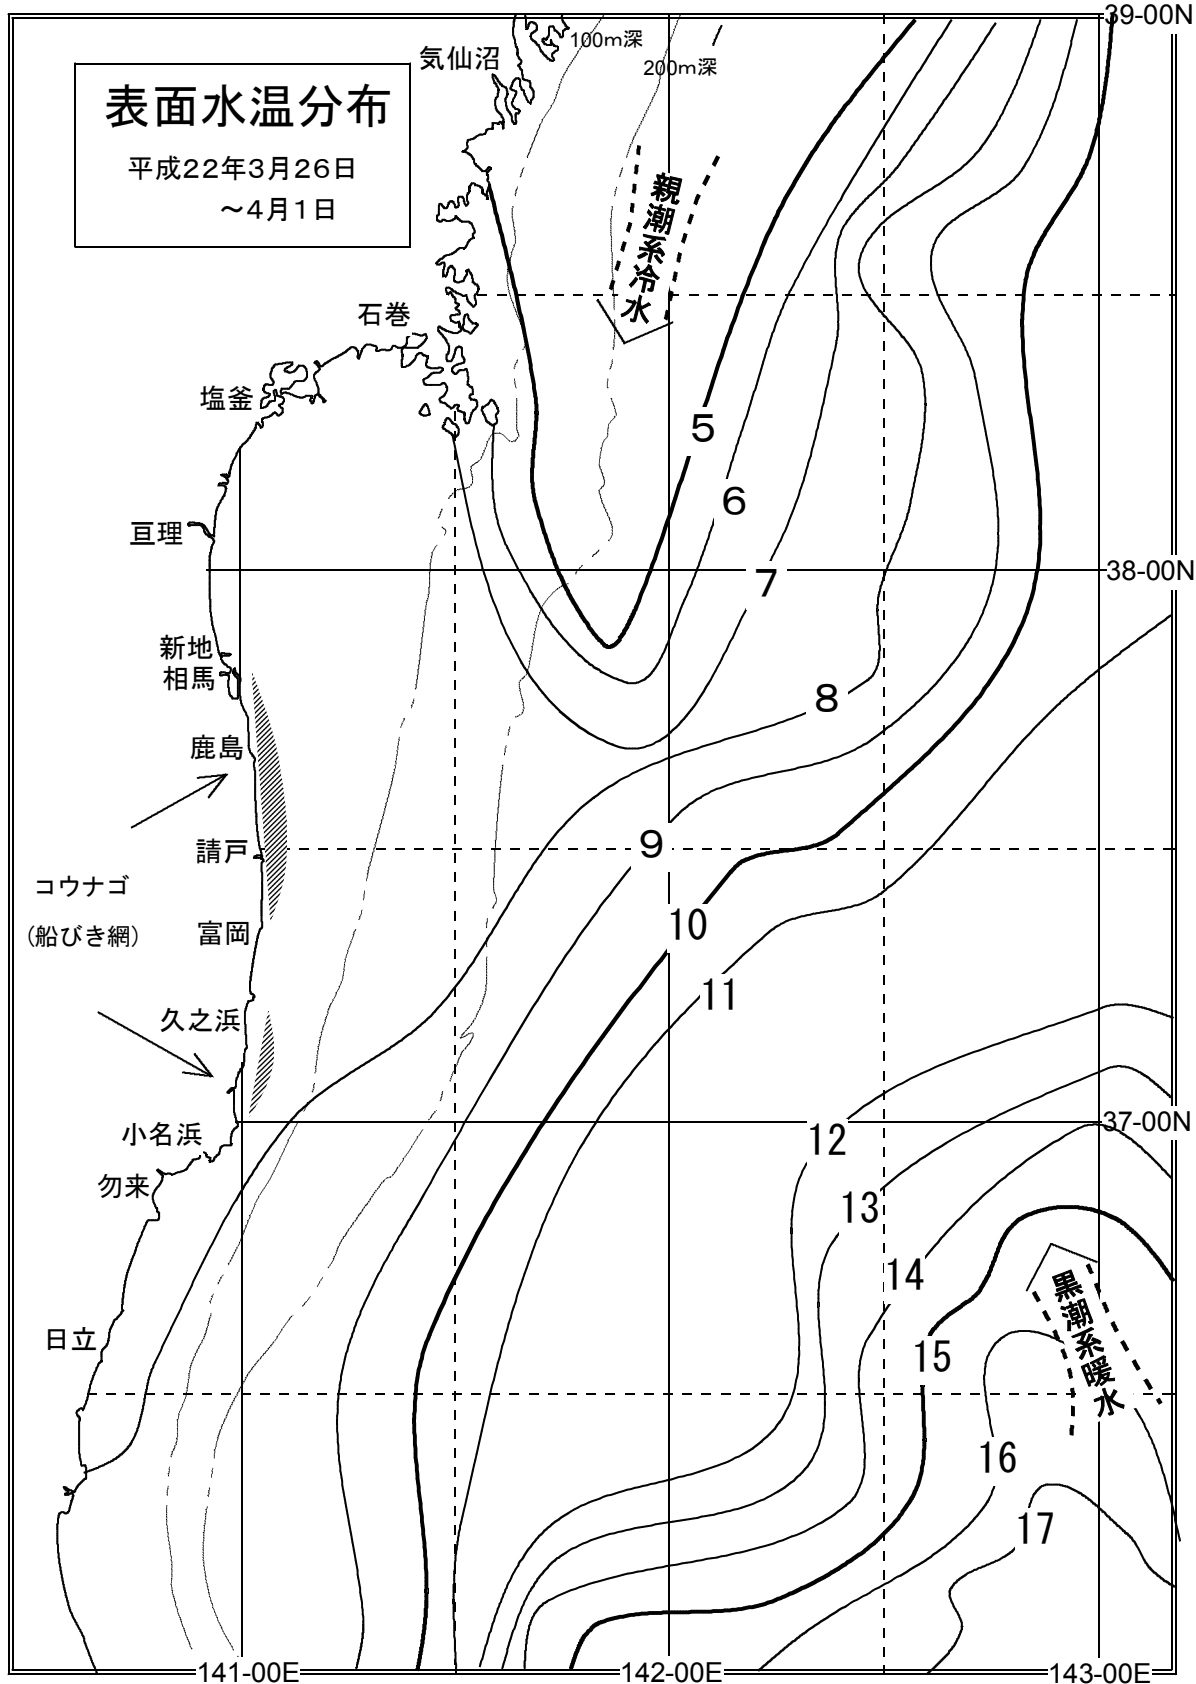 39-00N
100m深
気仙沼
200m深
表面水温分布
平成22年3月26日
～4月1日
親潮系冷水
石巻
塩釜
5
6
亘理
38-00N
7
新地
相馬
8
鹿島
9
請戸
コウナゴ
(船びき網)
富岡
10
11
久之浜
37-00N
小名浜
12
勿来
13
14
黒潮系暖水
日立
15
16
17
141-00E
142-00E
143-00E